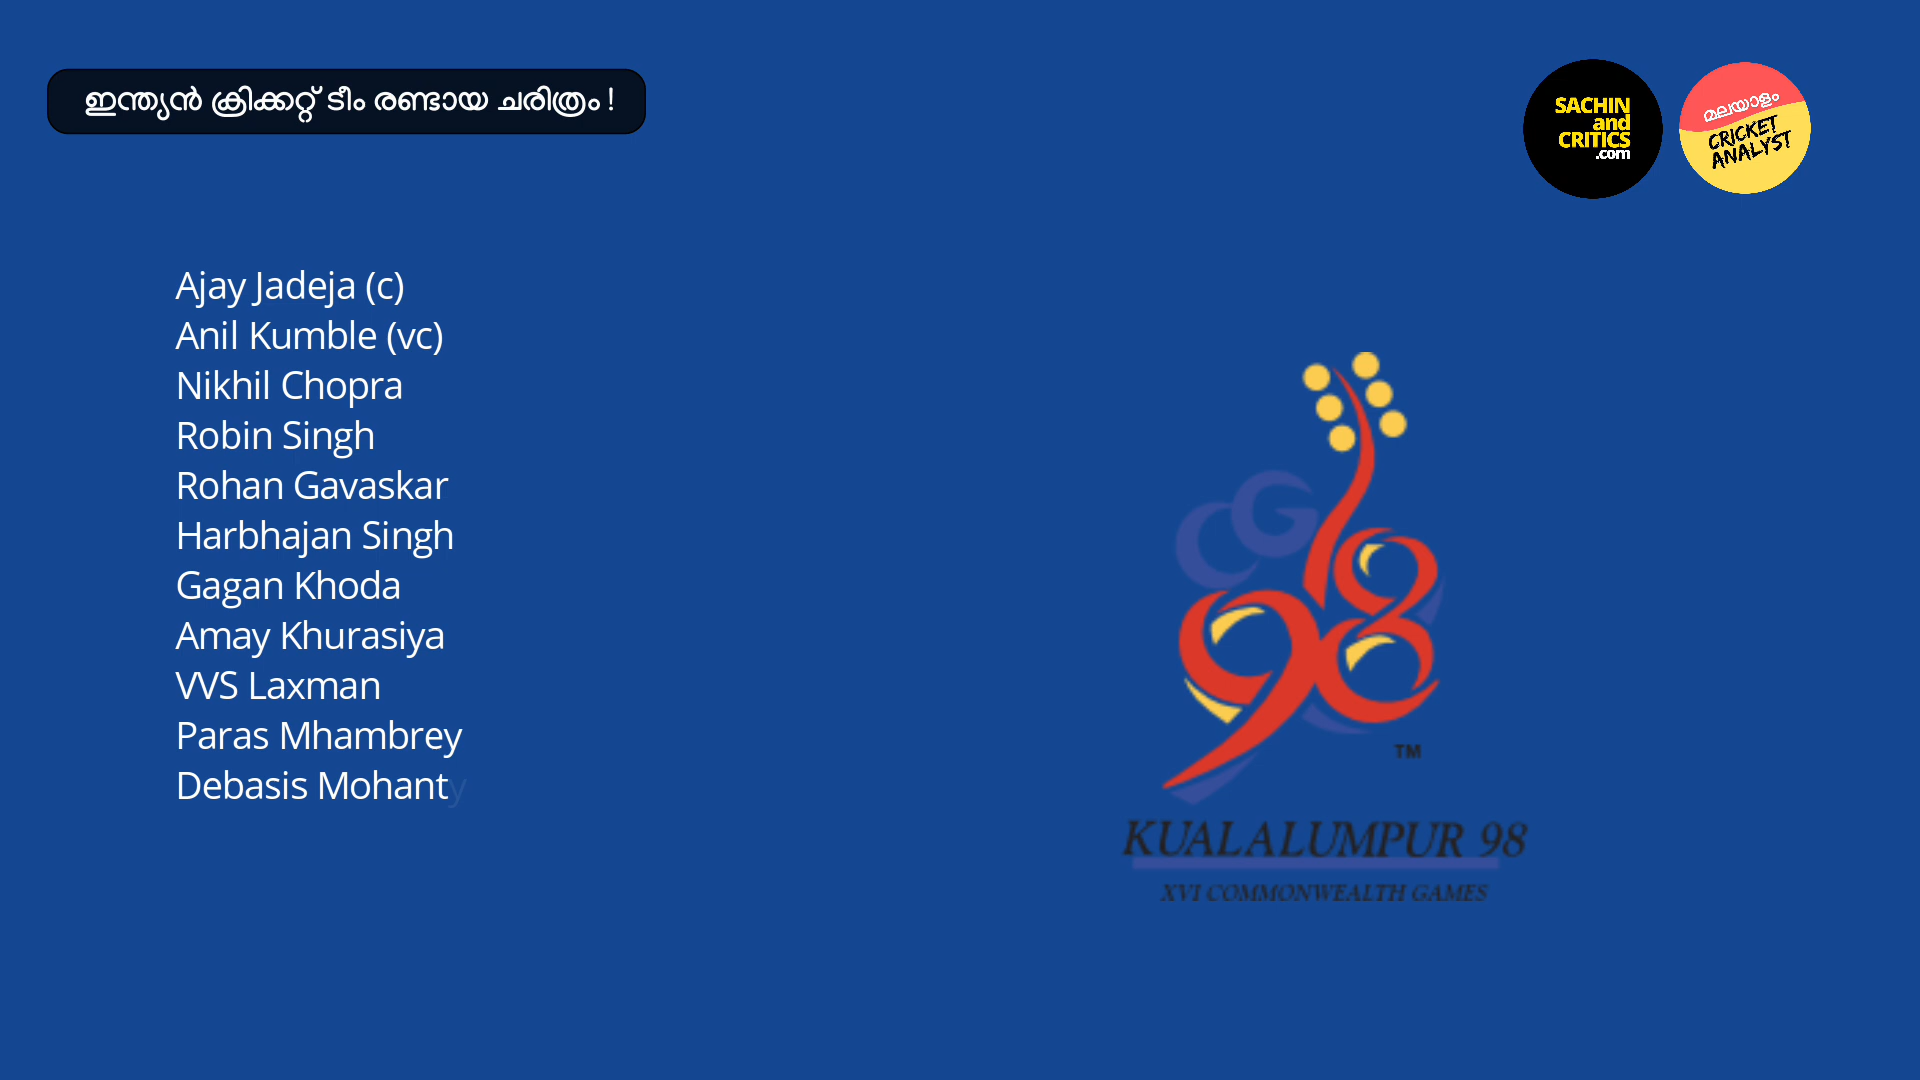 ഇന്ത്യൻ ക്രിക്കറ്റ് ടീം രണ്ടായ ചരിത്രം !
SACHIN
and
CRITICS
.com
മലയാളം
CRICKET
ANALYST
Ajay Jadeja (c)
Anil Kumble (vc)
Nikhil Chopra
Robin Singh
Rohan Gavaskar
Harbhajan Singh
Gagan Khoda
Amay Khurasiya
VVS Laxman
Paras Mhambrey
Debasis Mohanty
CG
98
TM
KUALA LUMPUR 98
XVI COMMONWEALTH GAMES